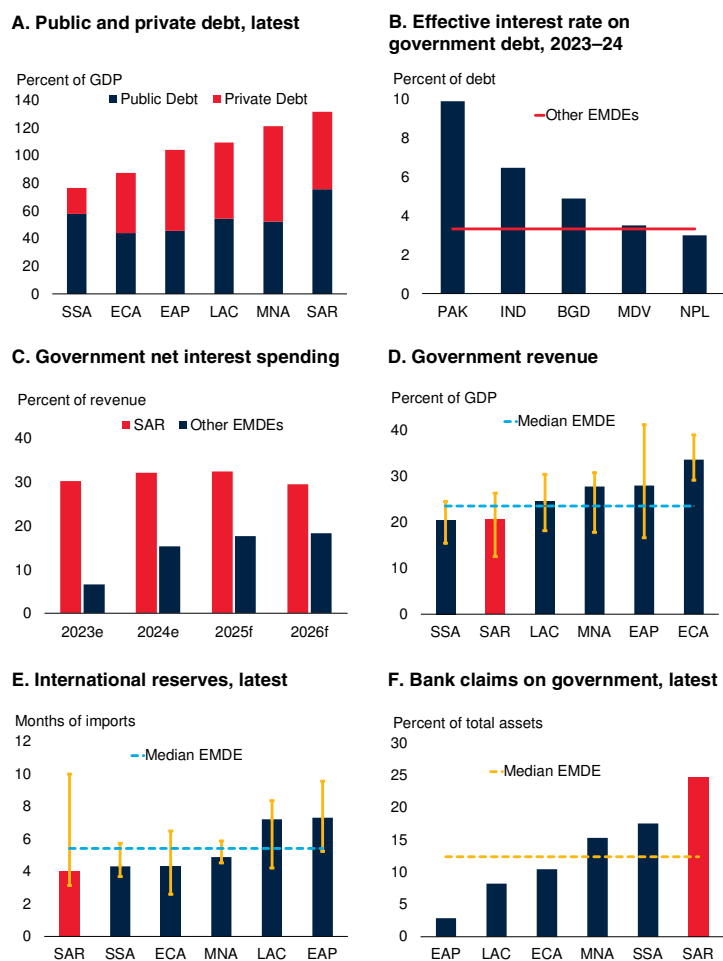 A. Public and private debt, latest
Percent of GDP
Public Debt Private Debt
140
120
100
80
60
40
20
0
SSA ECA EAP LAC MNA SAR
B. Effective interest rate on
government debt, 2023–24
Percent of debt
Other EMDEs
10
8
6
4
2
0
PAK IND BGD MDV NPL
C. Government net interest spending
Percent of revenue
SAR Other EMDEs
40
30
20
10
0
2023e 2024e 2025f 2026f
D. Government revenue
Percent of GDP
Median EMDE
40
30
20
10
0
SSA SAR LAC MNA EAP ECA
E. International reserves, latest
Months of imports
Median EMDE
12
10
8
6
4
2
0
SAR SSA ECA MNA LAC EAP
F. Bank claims on government, latest
Percent of total assets
Median EMDE
30
25
20
15
10
5
0
EAP LAC ECA MNA SSA SAR